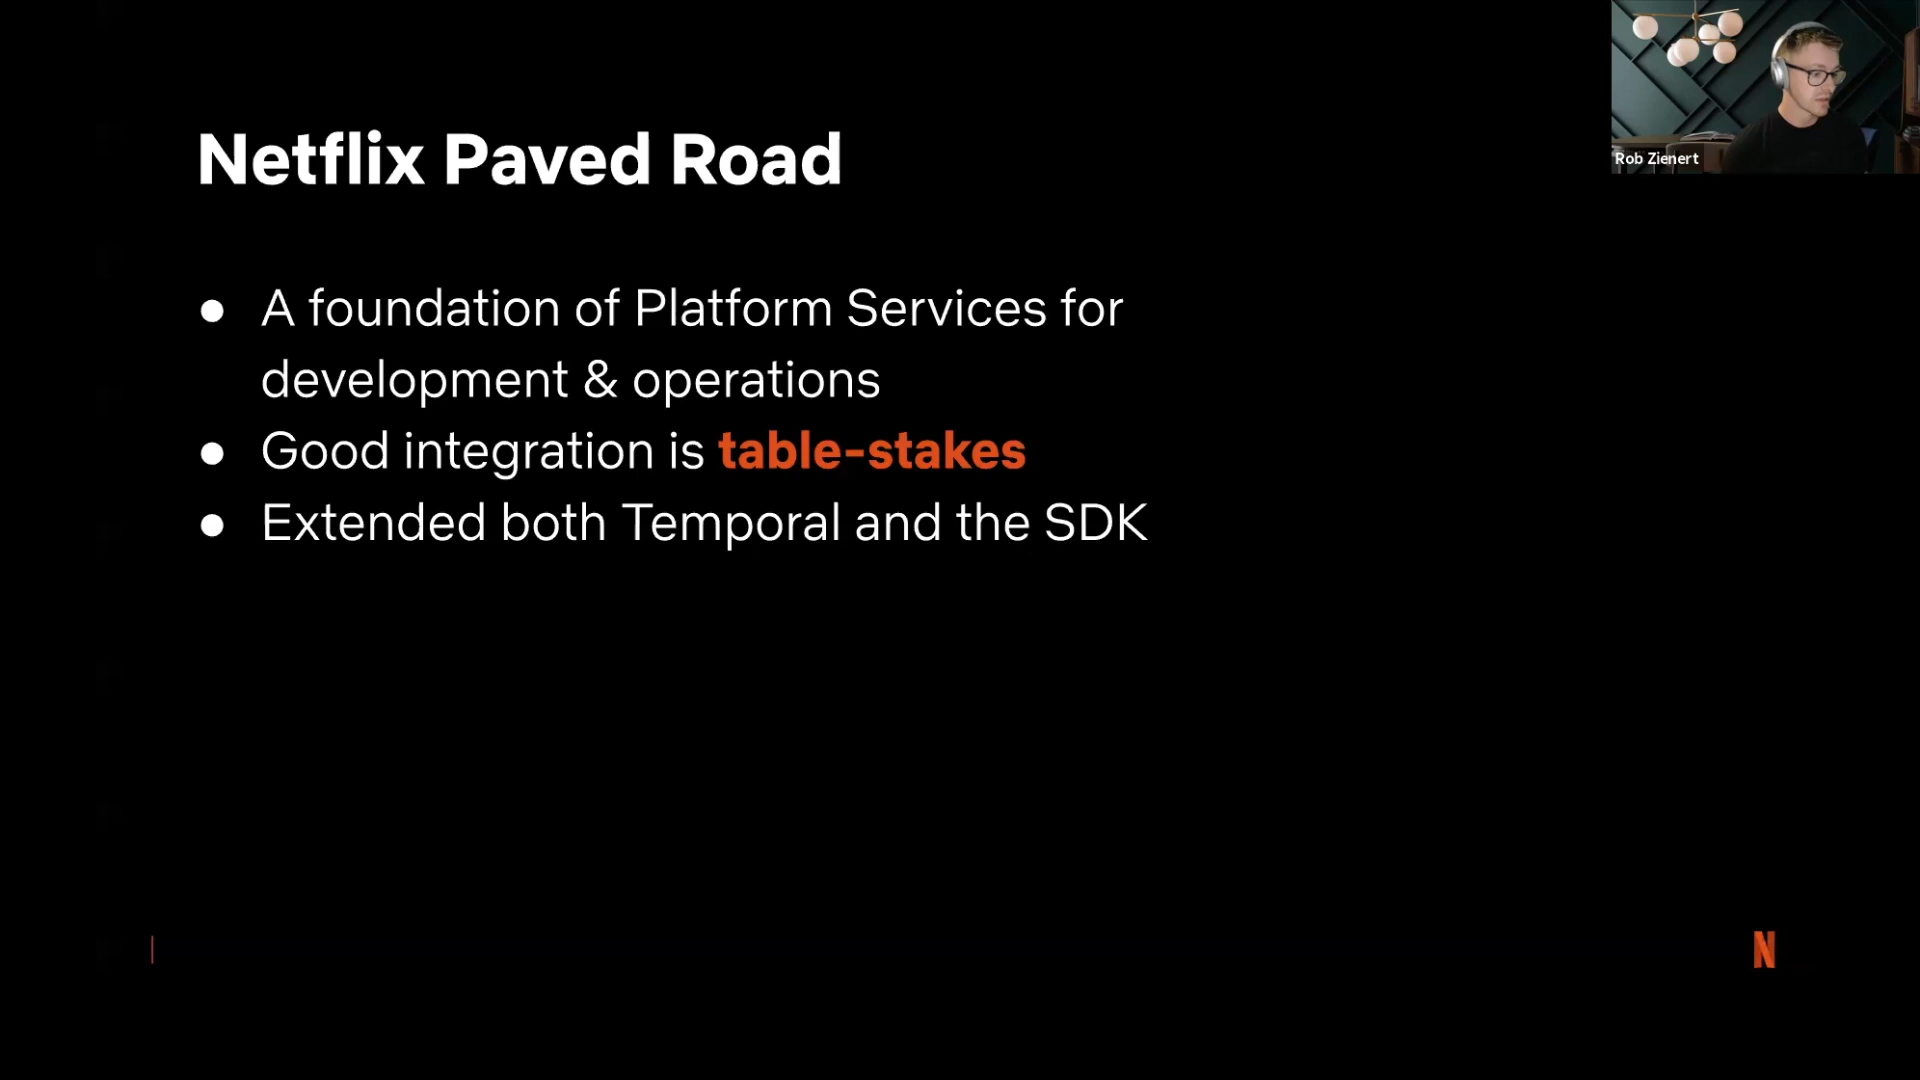 Netflix Paved Road
● A foundation of Platform Services for
development & operations
● Good integration is table-stakes
● Extended both Temporal and the SDK
Rob Zienert
N